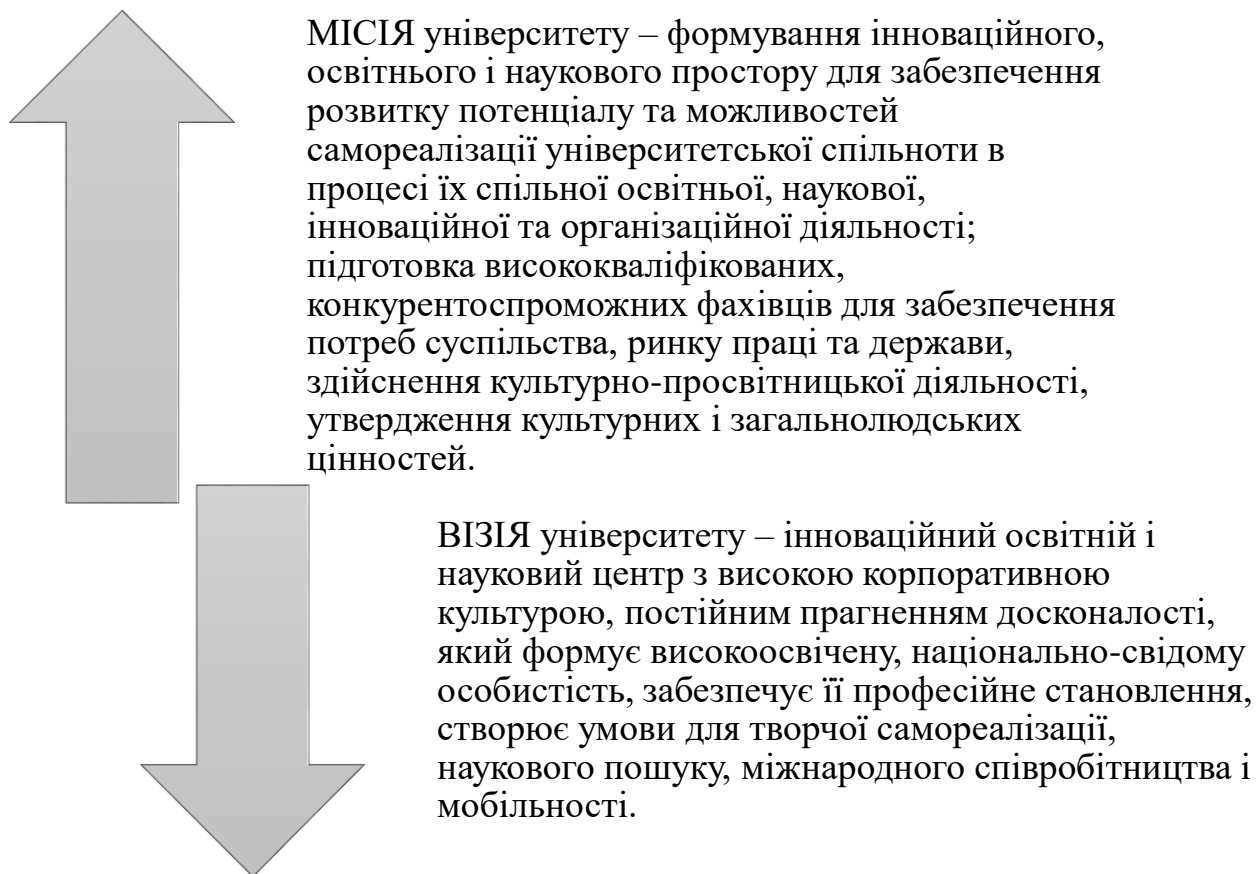 МІСІЯ університету – формування інноваційного,
освітнього і наукового простору для забезпечення
розвитку потенціалу та можливостей
самореалізації університетської спільноти в
процесі їх спільної освітньої, наукової,
інноваційної та організаційної діяльності;
підготовка висококваліфікованих,
конкурентоспроможних фахівців для забезпечення
потреб суспільства, ринку праці та держави,
здійснення культурно-просвітницької діяльності,
утвердження культурних і загальнолюдських
цінностей.
ВІЗІЯ університету – інноваційний освітній і
науковий центр з високою корпоративною
культурою, постійним прагненням досконалості,
який формує високоосвічену, національно-свідому
особистість, забезпечує її професійне становлення,
створює умови для творчої самореалізації,
наукового пошуку, міжнародного співробітництва і
мобільності.